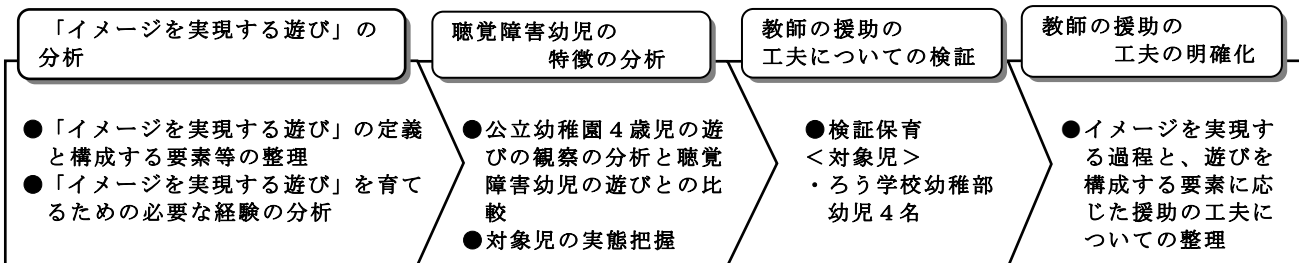 「イメージを実現する遊び」の
分析
●「イメージを実現する遊び」の定義
と構成する要素等の整理
●「イメージを実現する遊び」を育て
るための必要な経験の分析
聴覚障害幼児の
特徴の分析
●公立幼稚園４歳児の遊
びの観察の分析と聴覚
障害幼児の遊びとの比
較
●対象児の実態把握
教師の援助の
工夫についての検証
●検証保育
＜対象児＞
・ろう学校幼稚部
幼児４名
教師の援助の
工夫の明確化
●イメージを実現す
る過程と、遊びを
構成する要素に応
じた援助の工夫に
ついての整理